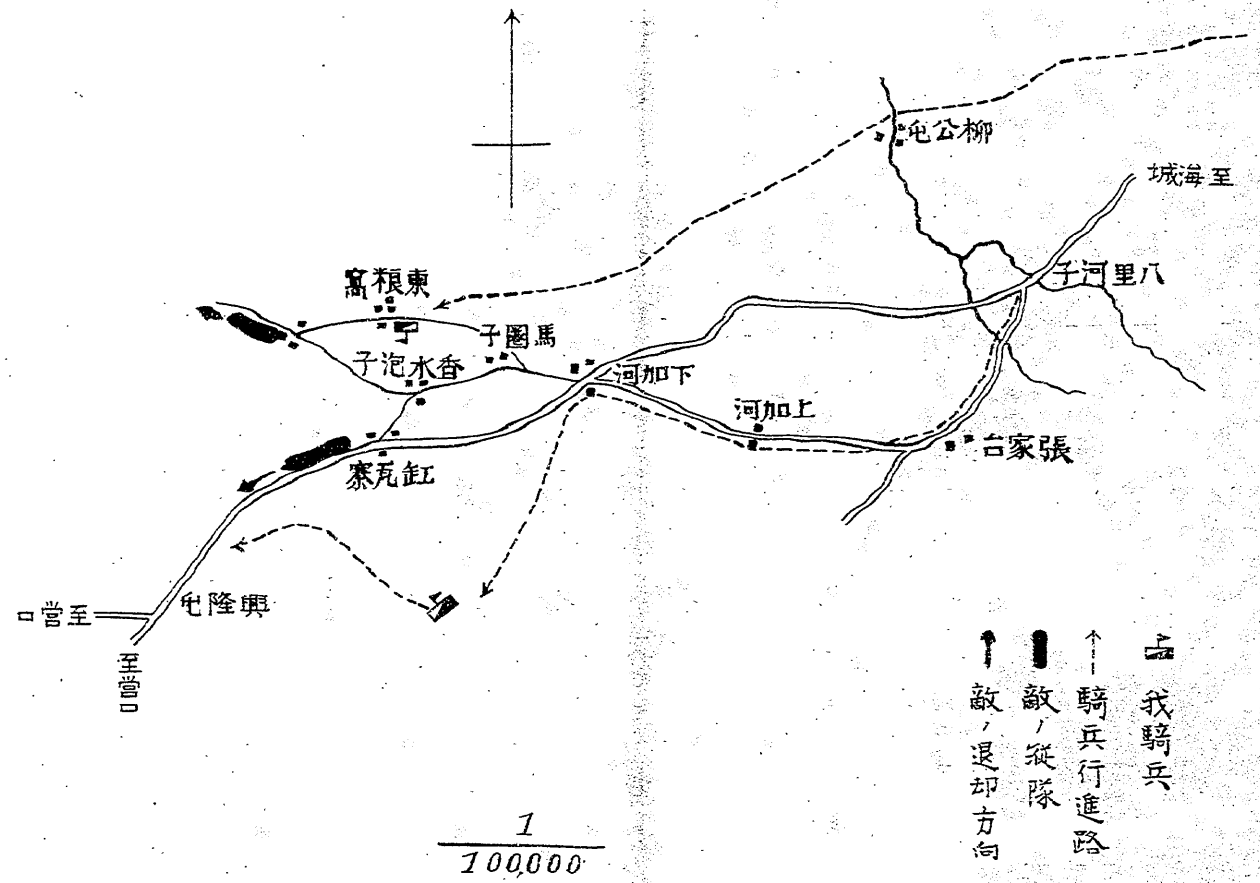 柳公屯
至海城
八里河子
東粮窩
馬圏子
香水泡子
下加河
上加河
張家台
缸瓦寨
興隆屯
至営口
至営口
我騎兵
騎兵行進路
敵ノ縦隊
敵ノ退却方向
1
100,000